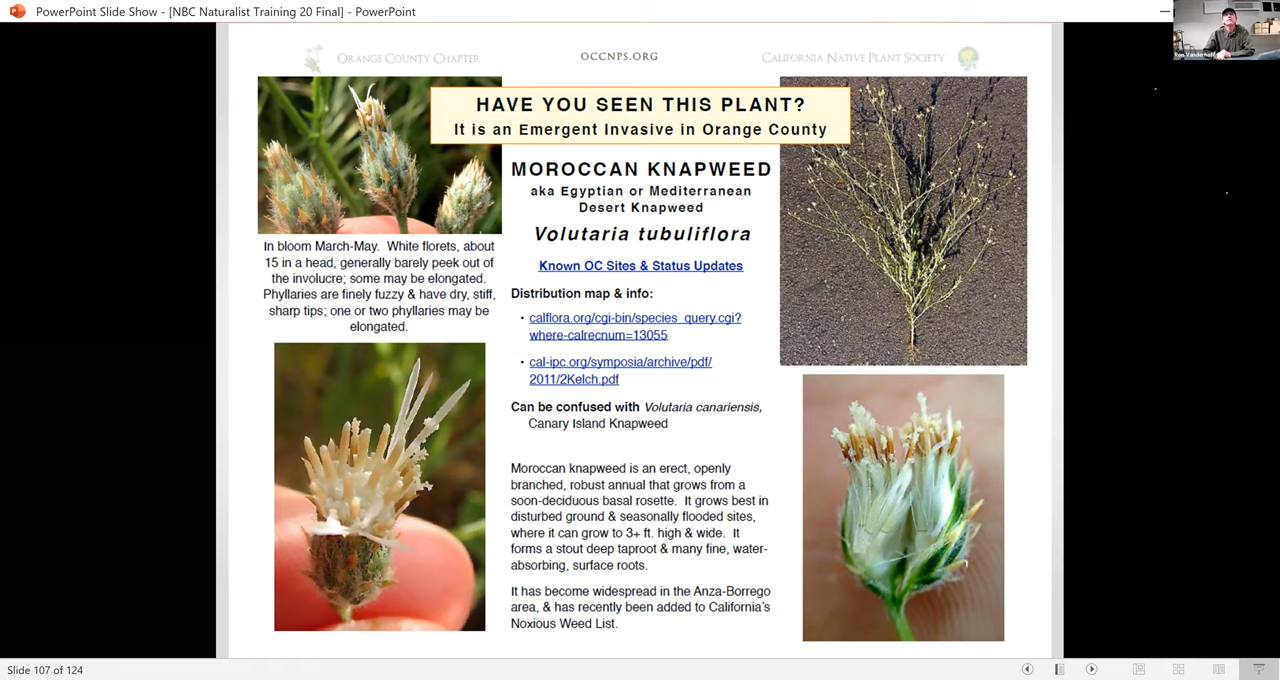 PowerPoint Slide Show - [NBC Naturalist Training 20 Final] - PowerPoint
Ron Vanderhoff
ORANGE COUNTY CHAPTER
OCCNPS.ORG
CALIFORNIA NATIVE PLANT SOCIETY
HAVE YOU SEEN THIS PLANT?
It is an Emergent Invasive in Orange County
In bloom March-May. White florets, about
15 in a head, generally barely peek out of
the involucre; some may be elongated.
Phyllaries are finely fuzzy & have dry, stiff,
sharp tips; one or two phyllaries may be
elongated.
MOROCCAN KNAPWEED
aka Egyptian or Mediterranean
Desert Knapweed
Volutaria tubuliflora
Known OC Sites & Status Updates
Distribution map & info:
• calflora.org/cgi-bin/species_query.cgi?
where-calrecnum=13055
• cal-ipc.org/symposia/archive/pdf/
2011/2Kelch.pdf
Can be confused with Volutaria canariensis,
Canary Island Knapweed
Moroccan knapweed is an erect, openly
branched, robust annual that grows from a
soon-deciduous basal rosette. It grows best in
disturbed ground & seasonally flooded sites,
where it can grow to 3+ ft. high & wide. It
forms a stout deep taproot & many fine, water-
absorbing, surface roots.
It has become widespread in the Anza-Borrego
area, & has recently been added to California's
Noxious Weed List.
Slide 107 of 124